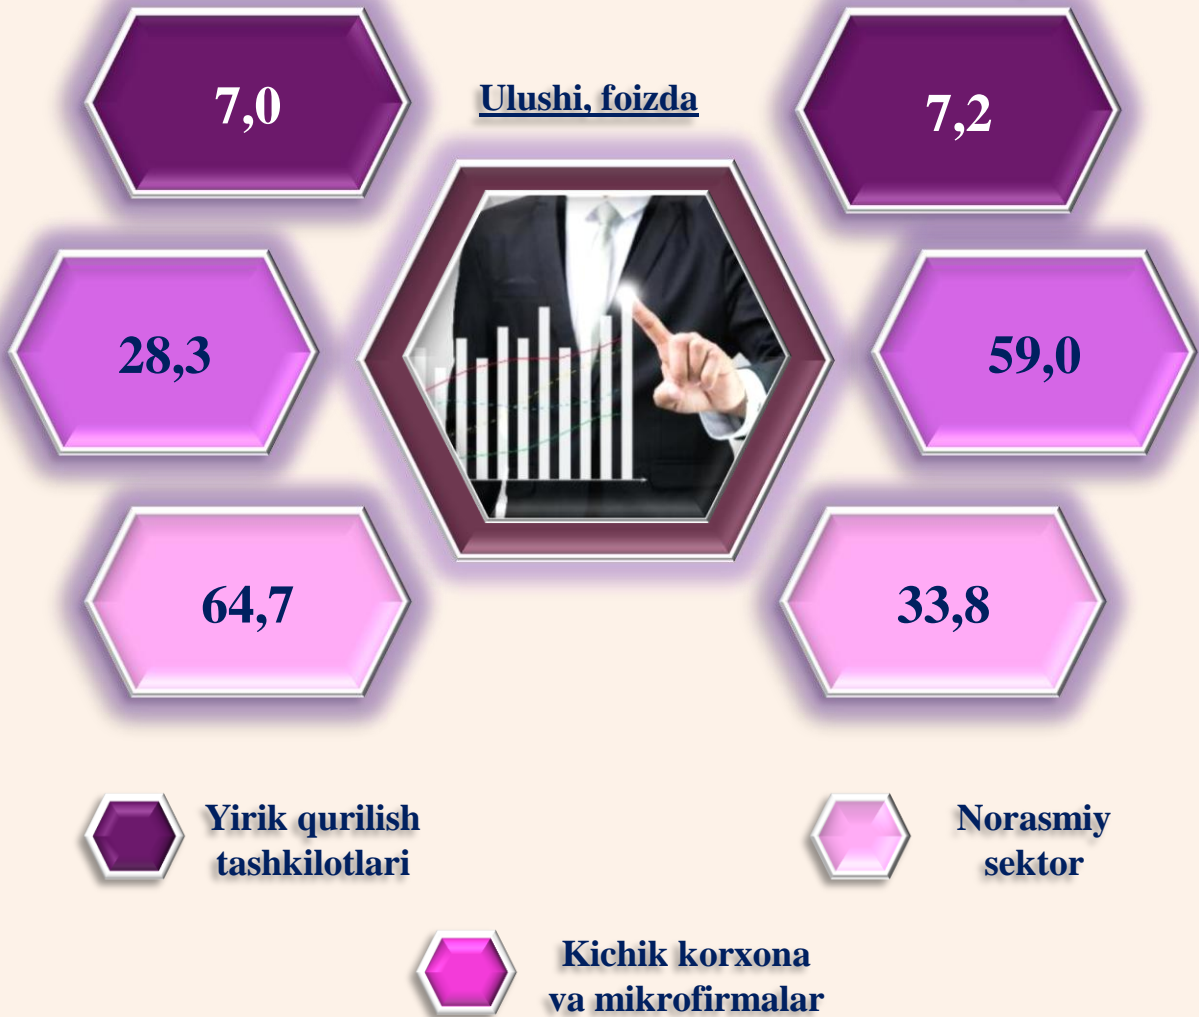 7,0
Ulushi, foizda
7,2
28,3
59,0
64,7
33,8
Yirik qurilish
tashkilotlari
Norasmiy
sektor
Kichik korxona
va mikrofirmalar